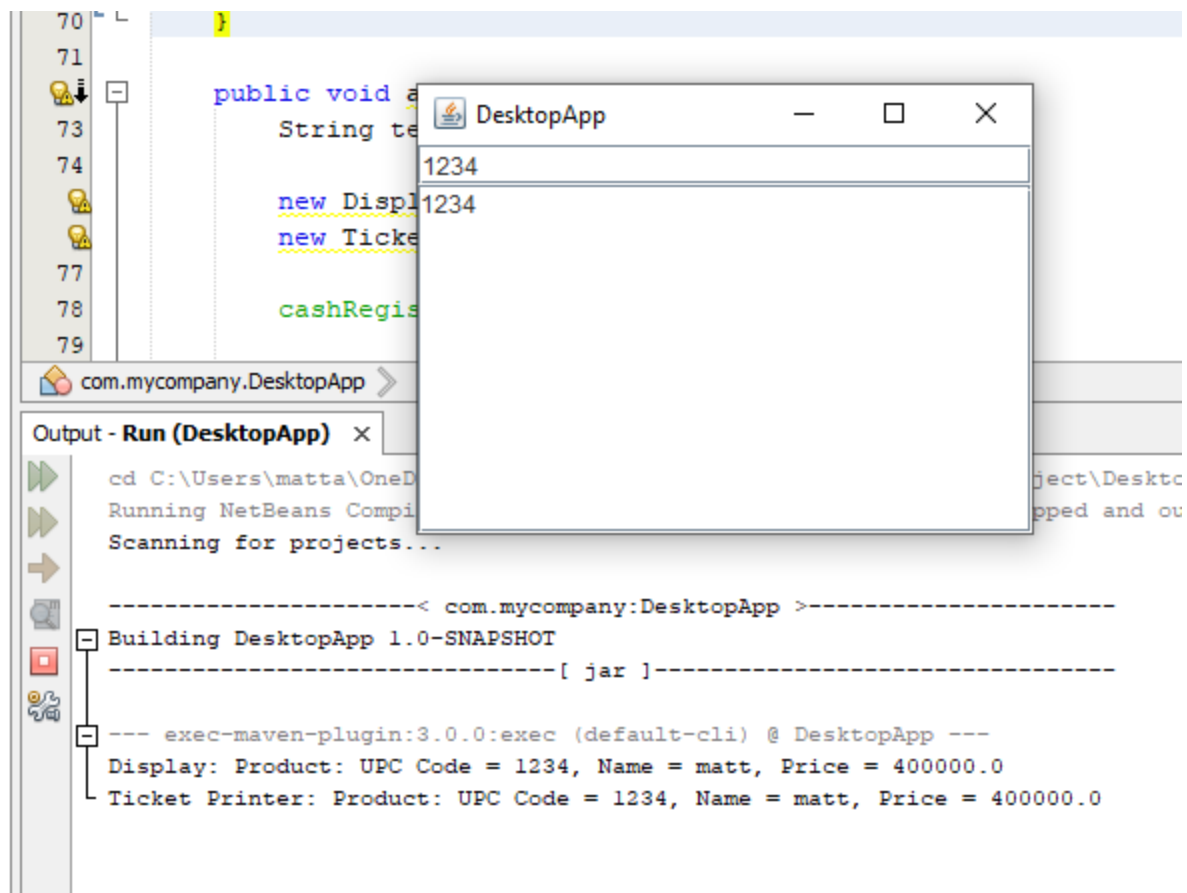 70 }
71
public void a
73 String te
74
new Displ
new Ticke
77
78 cashRegis
79
DesktopApp
1234
1234
com.mycompany.DesktopApp
Output - Run (DesktopApp)
cd C:\Users\matta\OneD ject\Deskto
Running NetBeans Compi pped and ou
Scanning for projects...
----------------------< com.mycompany:DesktopApp >----------------------
Building DesktopApp 1.0-SNAPSHOT
--------------------------------[ jar ]---------------------------------
--- exec-maven-plugin:3.0.0:exec (default-cli) @ DesktopApp ---
Display: Product: UPC Code = 1234, Name = matt, Price = 400000.0
Ticket Printer: Product: UPC Code = 1234, Name = matt, Price = 400000.0